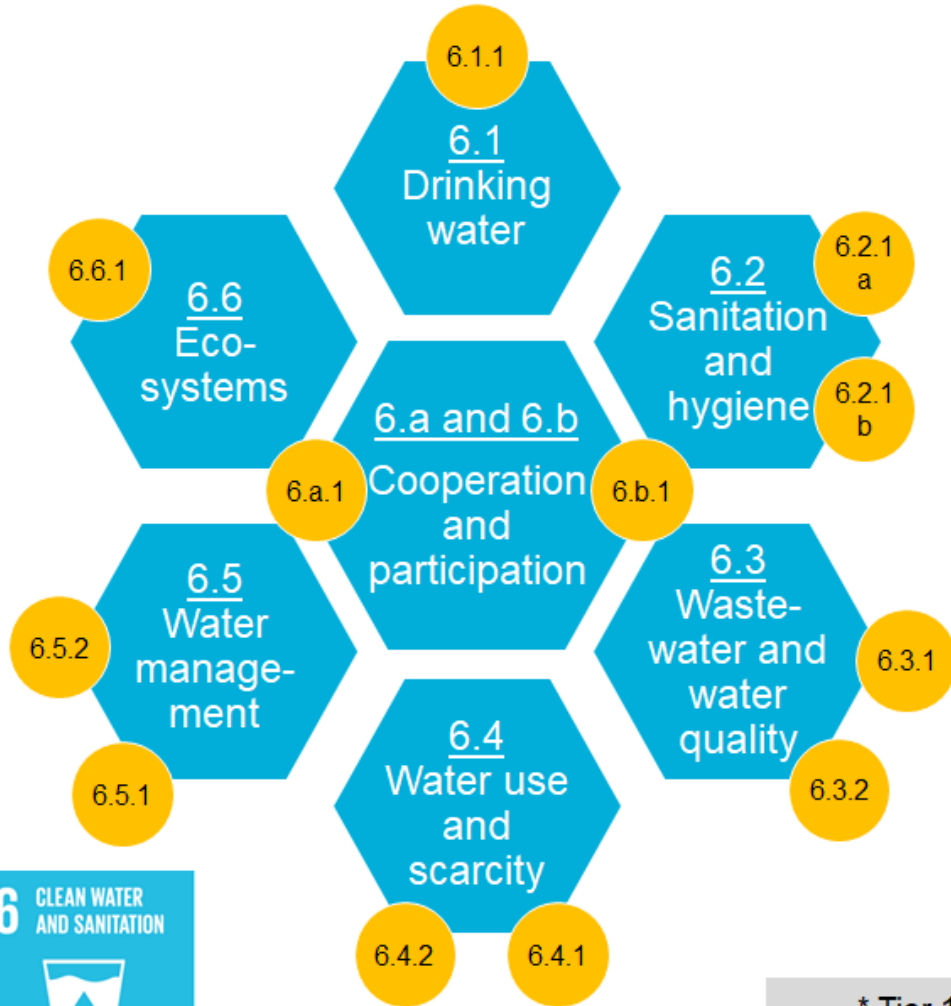 6.1.1
6.1
Drinking
water
6.6.1
6.6
Eco-
systems
6.2
Sanitation
and
hygiene
6.2.1
a
6.2.1
b
6.a and 6.b
Cooperation
and
participation
6.a.1
6.b.1
6.5
Water
manage-
ment
6.5.2
6.5.1
6.3
Waste-
water and
water
quality
6.3.1
6.3.2
6.4
Water use
and
scarcity
6.4.2
6.4.1
6 CLEAN WATER
AND SANITATION
* Tier